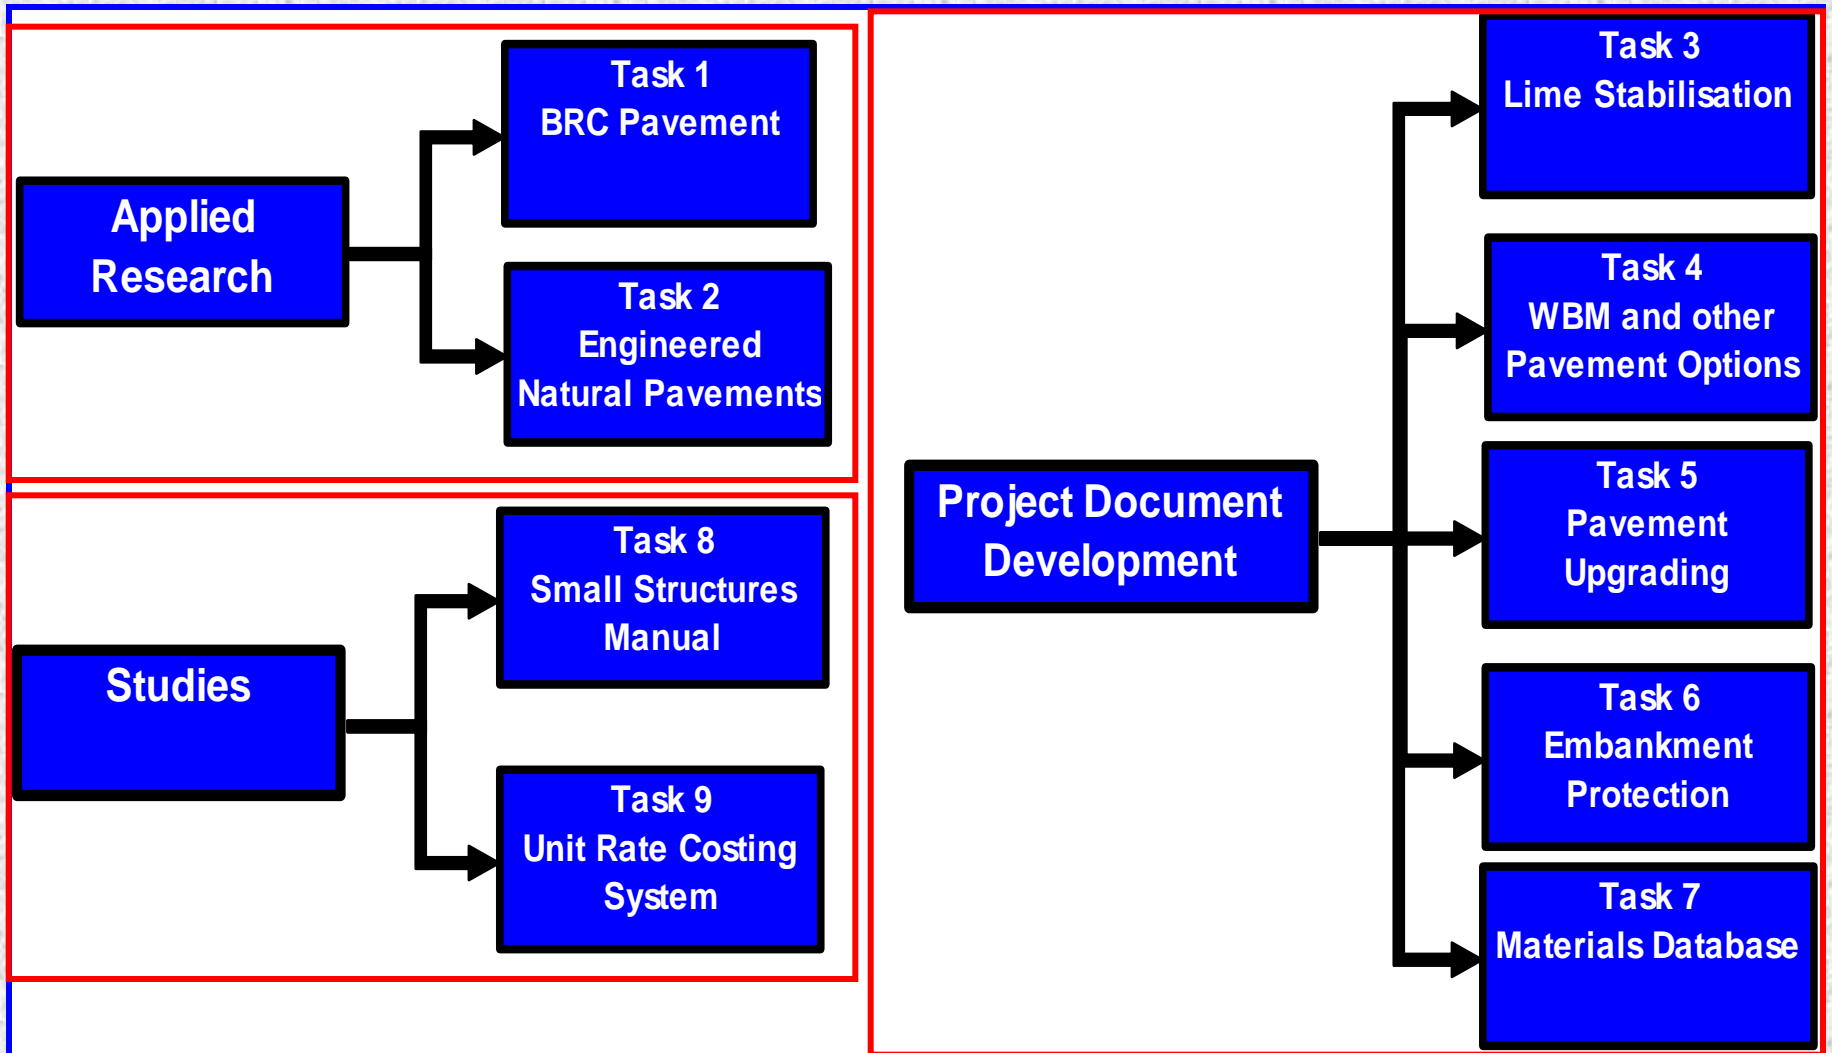 Applied
Research
Task 1
BRC Pavement
Task 2
Engineered
Natural Pavements
Studies
Task 8
Small Structures
Manual
Task 9
Unit Rate Costing
System
Project Document
Development
Task 3
Lime Stabilisation
Task 4
WBM and other
Pavement Options
Task 5
Pavement
Upgrading
Task 6
Embankment
Protection
Task 7
Materials Database